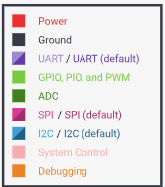 Power
Ground
UART / UART (default)
GPIO, PIO and PWM
ADC
SPI / SPI (default)
I2C / I2C (default)
System Control
Debugging